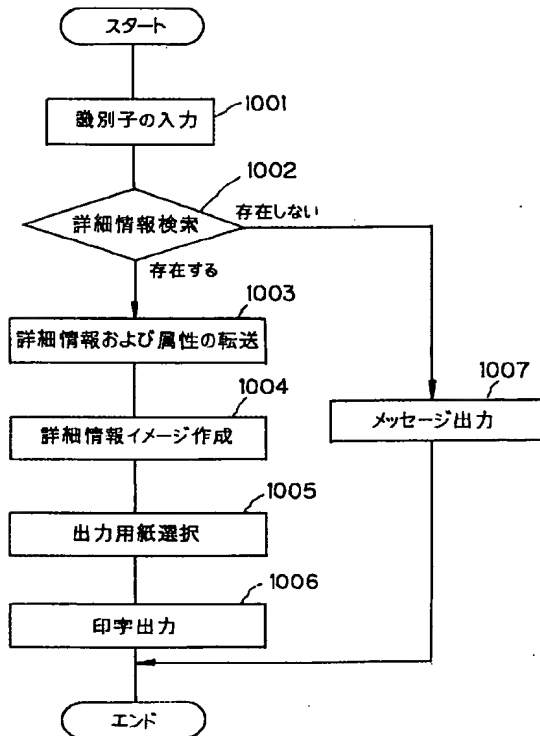 スタート
1001
識別子の入力
1002
詳細情報検索
存在しない
存在する
1003
詳細情報および属性の転送
1004
詳細情報イメージ作成
1007
メッセージ出力
1005
出力用紙選択
1006
印字出力
エンド